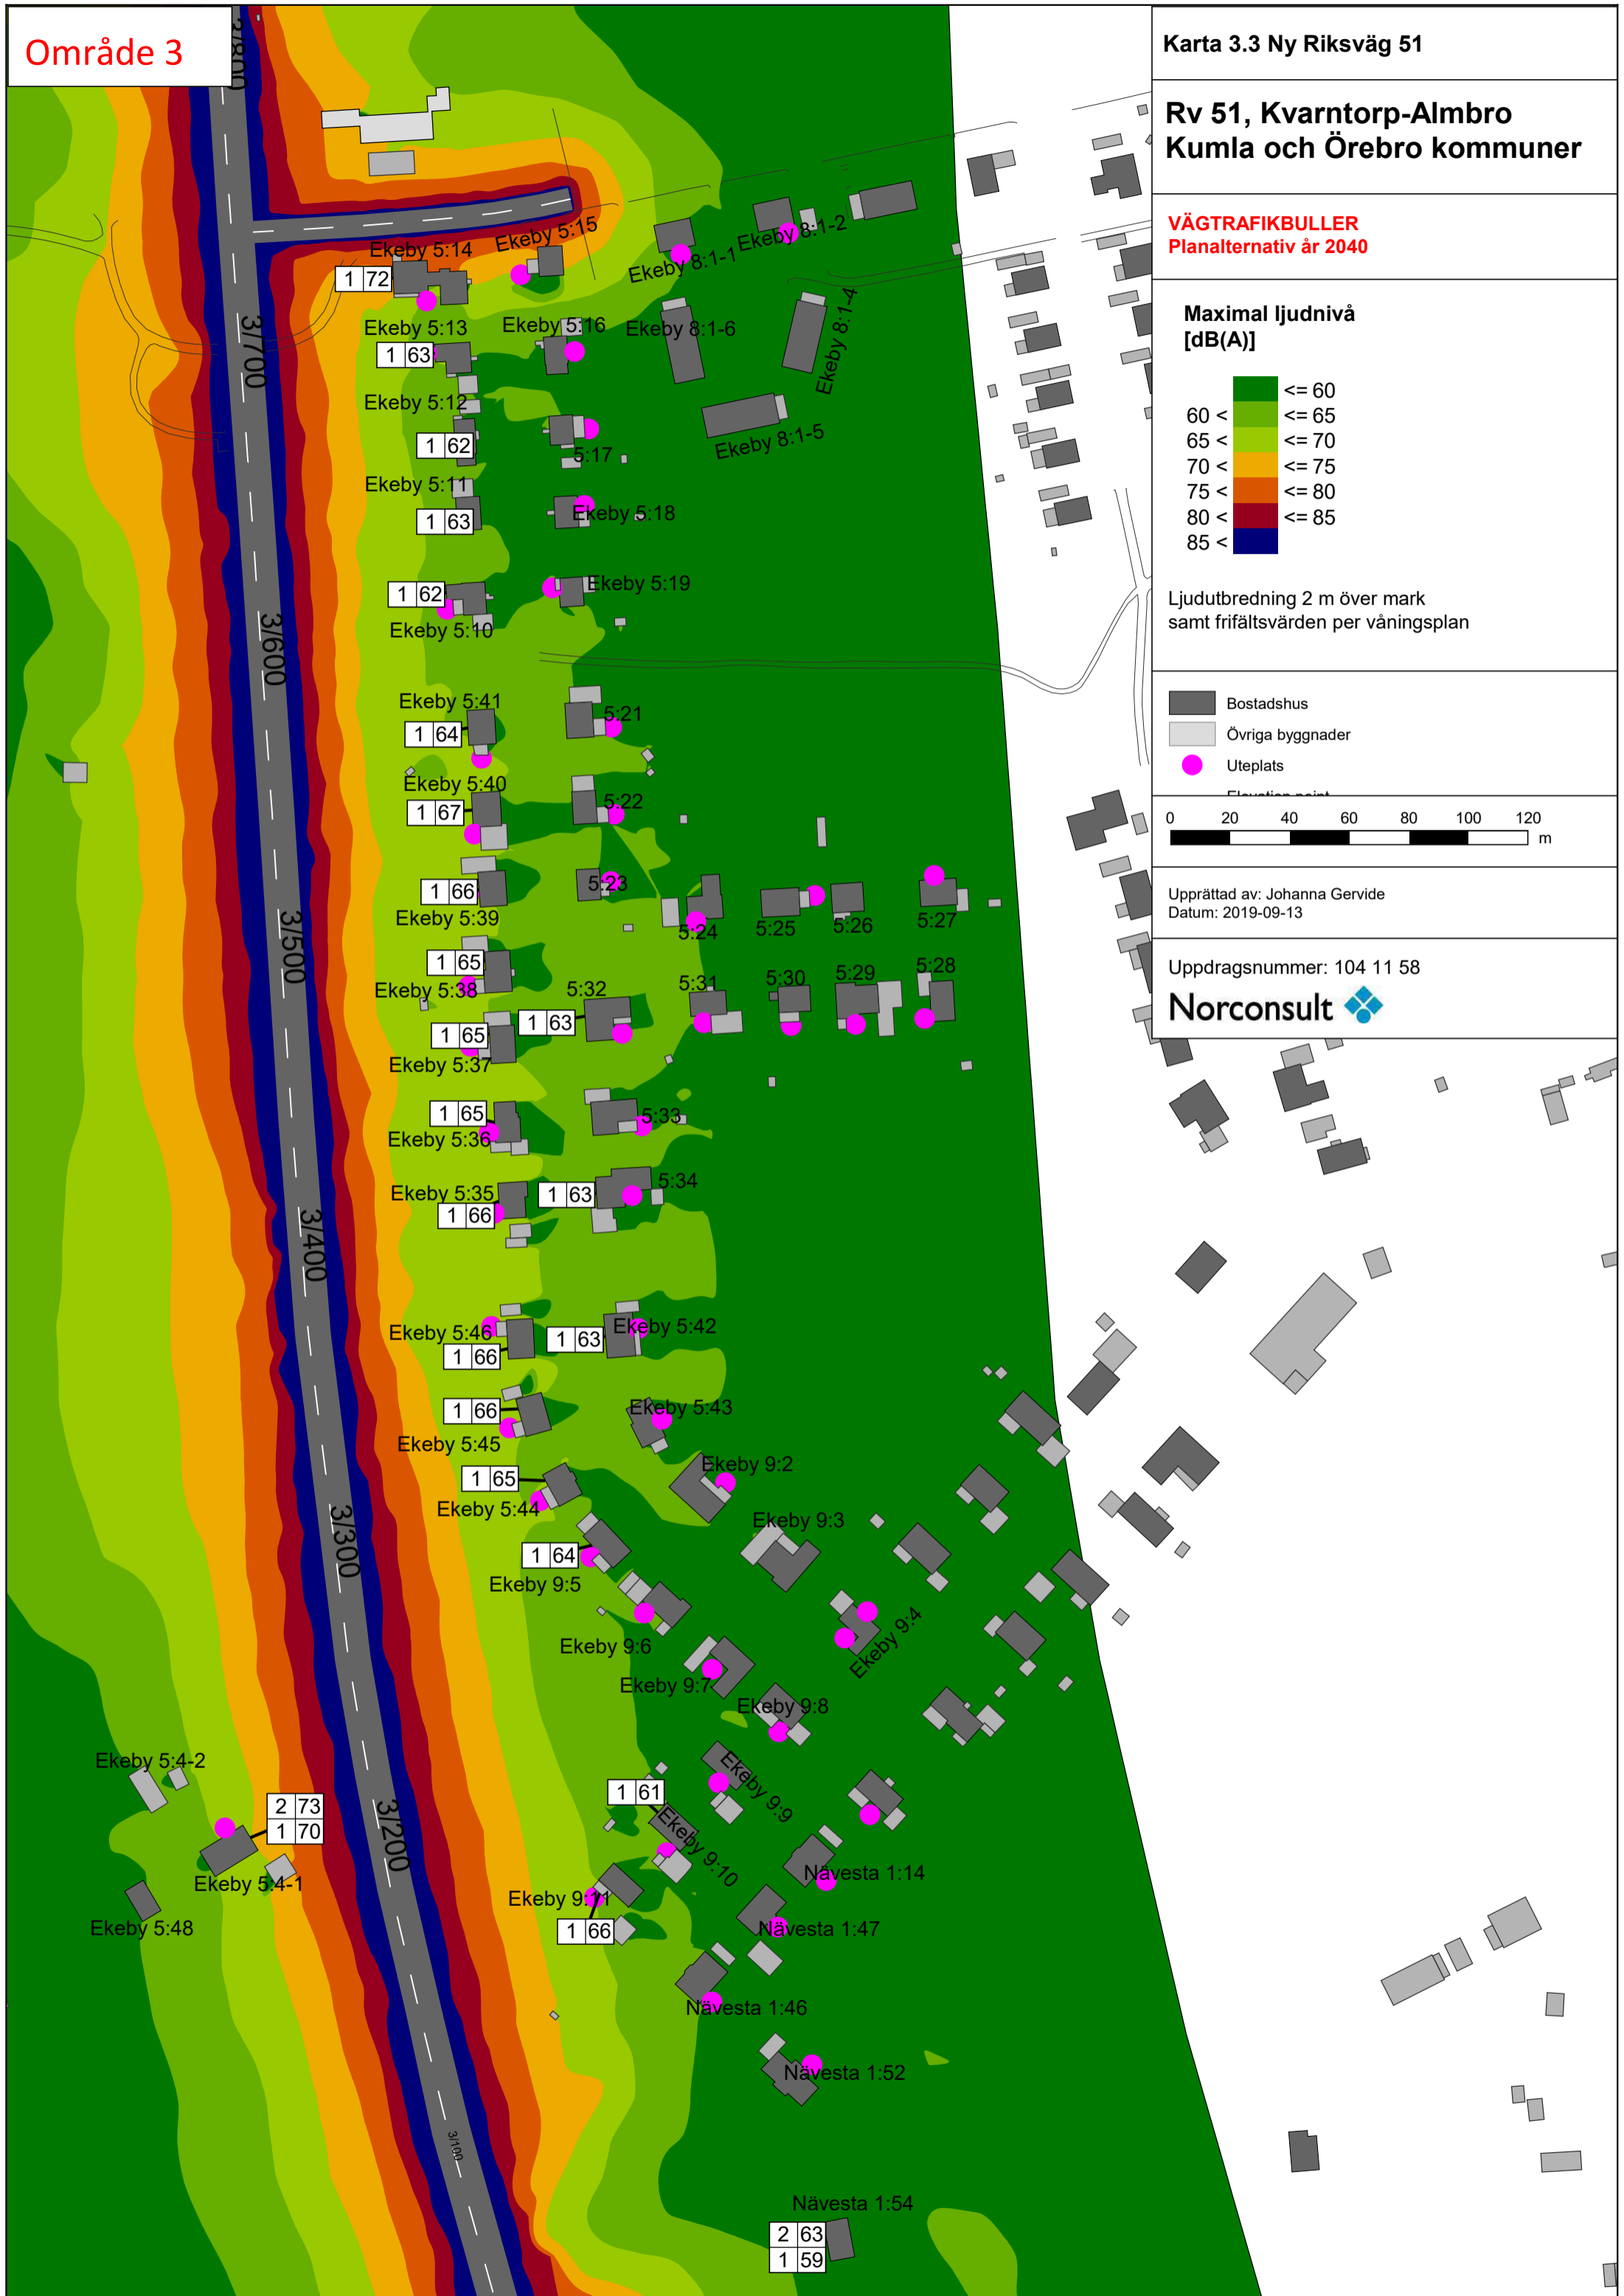 Område 3
Karta 3.3 Ny Riksväg 51
Rv 51, Kvarntorp-Almbro
Kumla och Örebro kommuner
VÄGTRAFIKBULLER
Planalternativ år 2040
Maximal ljudnivå
[dB(A)]
<= 60
60 < <= 65
65 < <= 70
70 < <= 75
75 < <= 80
80 < <= 85
85 <
Ljudutbredning 2 m över mark
samt frifältsvärden per våningsplan
Bostadshus
Övriga byggnader
Uteplats
0 20 40 60 80 100 120
m
Upprättad av: Johanna Gervide
Datum: 2019-09-13
Uppdragsnummer: 104 11 58
Norconsult
3/800
Ekeby 5:14
Ekeby 5:15
Ekeby 8:1-1
Ekeby 8:1-2
1 72
Ekeby 5:13
Ekeby 5:16
Ekeby 8:1-6
Ekeby 8:1-4
3/700
1 63
Ekeby 5:12
1 62
5:17
Ekeby 8:1-5
Ekeby 5:11
1 63
Ekeby 5:18
1 62
Ekeby 5:19
Ekeby 5:10
3/600
Ekeby 5:41
5:21
1 64
Ekeby 5:40
5:22
1 67
5:23
1 66
Ekeby 5:39
5:24
5:25
5:26
5:27
3/500
1 65
Ekeby 5:38
5:32
5:31
5:30
5:29
5:28
1 63
1 65
Ekeby 5:37
1 65
5:33
Ekeby 5:36
Ekeby 5:35
1 63
5:34
1 66
3/400
Ekeby 5:46
1 63
Ekeby 5:42
1 66
1 66
Ekeby 5:43
Ekeby 5:45
1 65
Ekeby 9:2
Ekeby 5:44
Ekeby 9:3
3/300
1 64
Ekeby 9:5
Ekeby 9:6
Ekeby 9:4
Ekeby 9:7
Ekeby 9:8
Ekeby 5:4-2
1 61
Ekeby 9:9
2 73
1 70
3/200
Ekeby 9:10
Ekeby 5:4-1
Nävesta 1:14
Ekeby 9:11
Ekeby 5:48
1 66
Nävesta 1:47
Nävesta 1:46
Nävesta 1:52
3/100
Nävesta 1:54
2 63
1 59